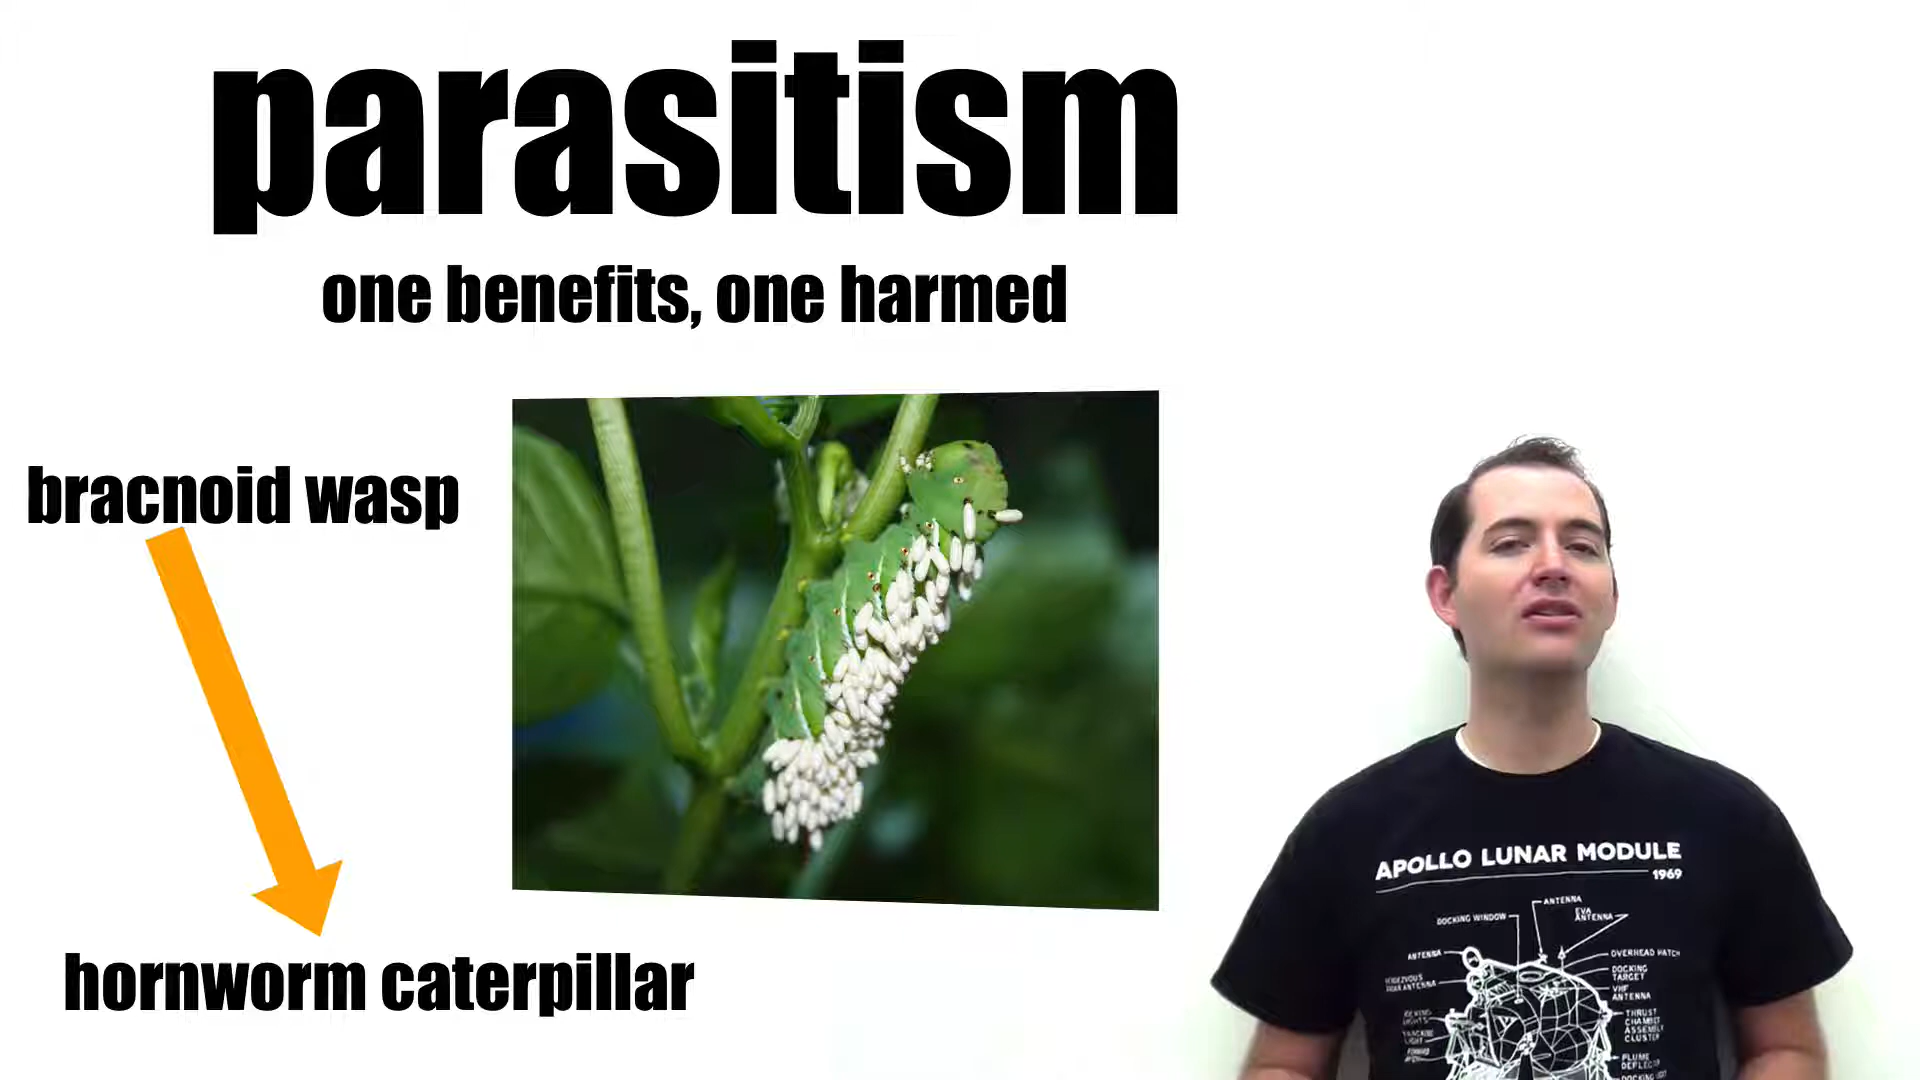 parasitism
one benefits, one harmed
bracnoid wasp
hornworm caterpillar
APOLLO LUNAR MODULE
1969
ANTENNA
DOCKING WINDOW
EVA
ANTENNA
ANTENNA
OVERHEAD HATCH
DOCKING
TARGET
VHF
ANTENNA
THRUST
CHAMBER
ASSEMBLY
CLUSTER
PLUME